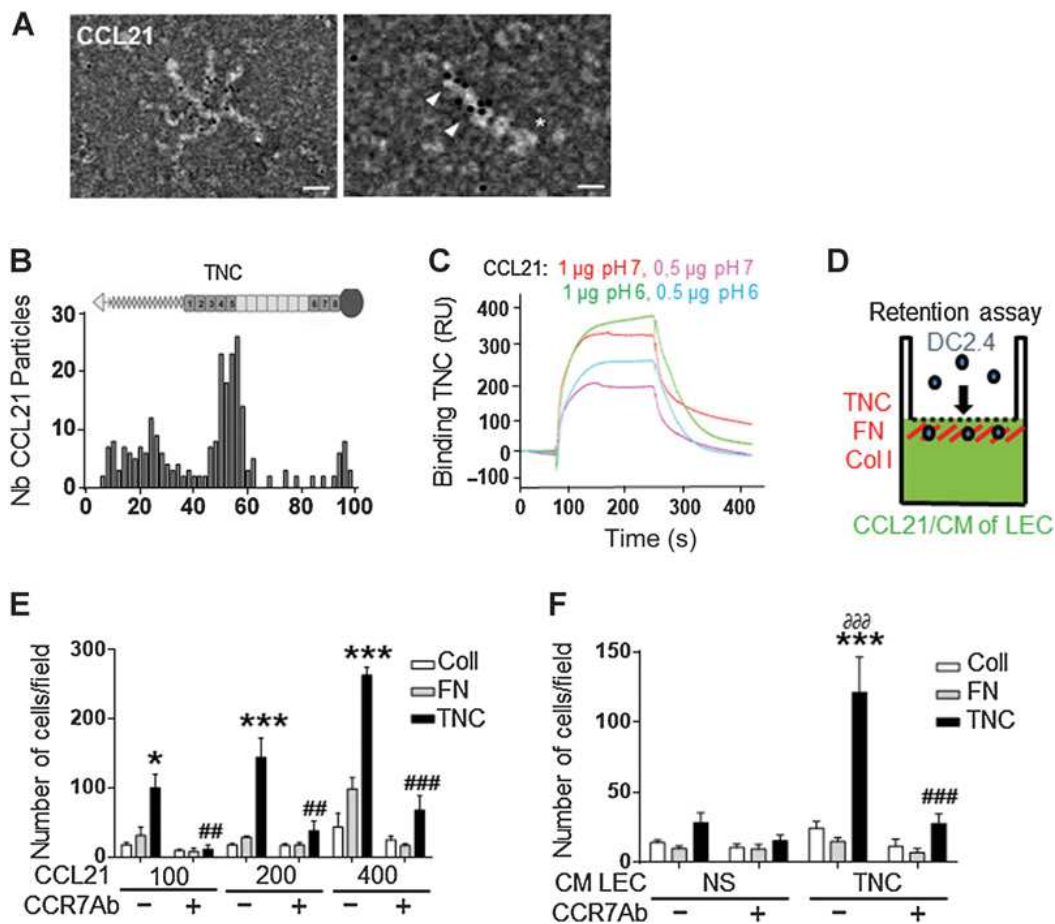 A
CCL21
*
B
TNC
1 2 3 4 5 6 7 8
Nb CCL21 Particles
30
20
10
0
0 20 40 60 80 100
C
CCL21: 1 µg pH 7, 0,5 µg pH 7
1 µg pH 6, 0,5 µg pH 6
Binding TNC (RU)
400
300
200
100
0
−100
0 100 200 300 400
Time (s)
D
Retention assay
DC2.4
TNC
FN
Col I
CCL21/CM of LEC
E
Number of cells/field
300
200
100
0
* *** ***
## ## ###
Coll
FN
TNC
CCL21 100 200 400
CCR7Ab − + − + − +
F
Number of cells/field
150
100
50
0
∂∂∂
***
###
Coll
FN
TNC
CM LEC NS TNC
CCR7Ab − + − +